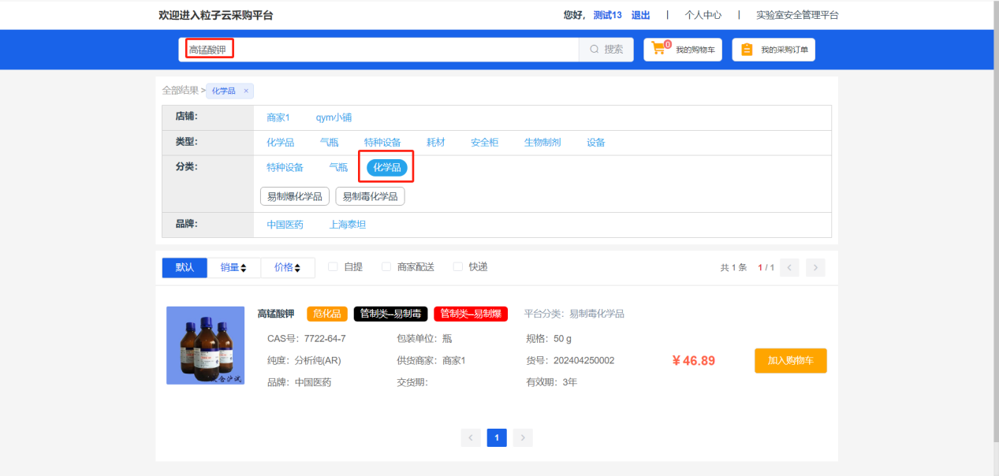 欢迎进入粒子云采购平台 您好，测试13 退出 | 个人中心 | 实验室安全管理平台
高锰酸钾 搜索 0 我的购物车 我的采购订单
全部结果 > 化学品 ×
店铺： 商家1 qym小铺
类型： 化学品 气瓶 特种设备 耗材 安全柜 生物制剂 设备
分类： 特种设备 气瓶 化学品
易制爆化学品 易制毒化学品
品牌： 中国医药 上海泰坦
默认 销量 价格 自提 商家配送 快递 共 1 条 1 / 1 < >
高锰酸钾 危化品 管制类--易制毒 管制类--易制爆 平台分类：易制毒化学品
CAS号：7722-64-7 包装单位：瓶 规格：50 g
纯度：分析纯(AR) 供货商家：商家1 货号：202404250002 ¥ 46.89 加入购物车
品牌：中国医药 交货期： 有效期：3年
< 1 >